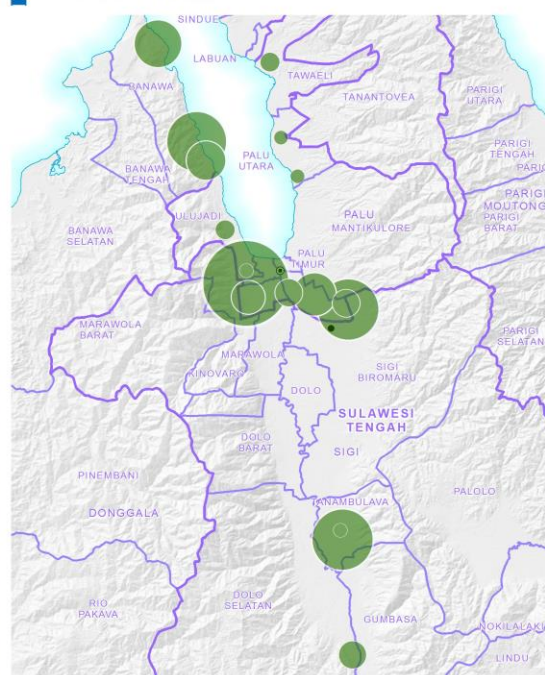 SINDUE
LABUAN
TAWAELI
BANAWA
TANANTOVEA
PARIGI
UTARA
PALU
UTARA
PARIGI
TENGAH
BANAWA
TENGAH
PARIGI
MOUTONG
ULUJADI
PALU
MANTIKULORE
PARIGI
BARAT
BANAWA
SELATAN
PALU
TIMUR
MARAWOLA
BARAT
PARIGI
SELATAN
MARAWOLA
KINOVARO
SIGI
BIROMARU
DOLO
SULAWESI
TENGAH
DOLO
BARAT
SIGI
PINEMBANI
PALOLO
DONGGALA
DOLO
SELATAN
RIO
PAKAVA
GUMBASA
NOKILALAKI
LINDU